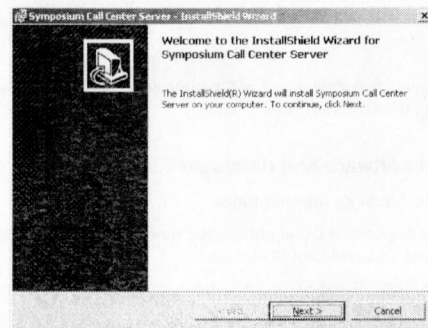 Symposium Call Center Server - InstallShield Wizard
Welcome to the InstallShield Wizard for
Symposium Call Center Server
The InstallShield(R) Wizard will install Symposium Call Center
Server on your computer. To continue, click Next.
Next >
Cancel